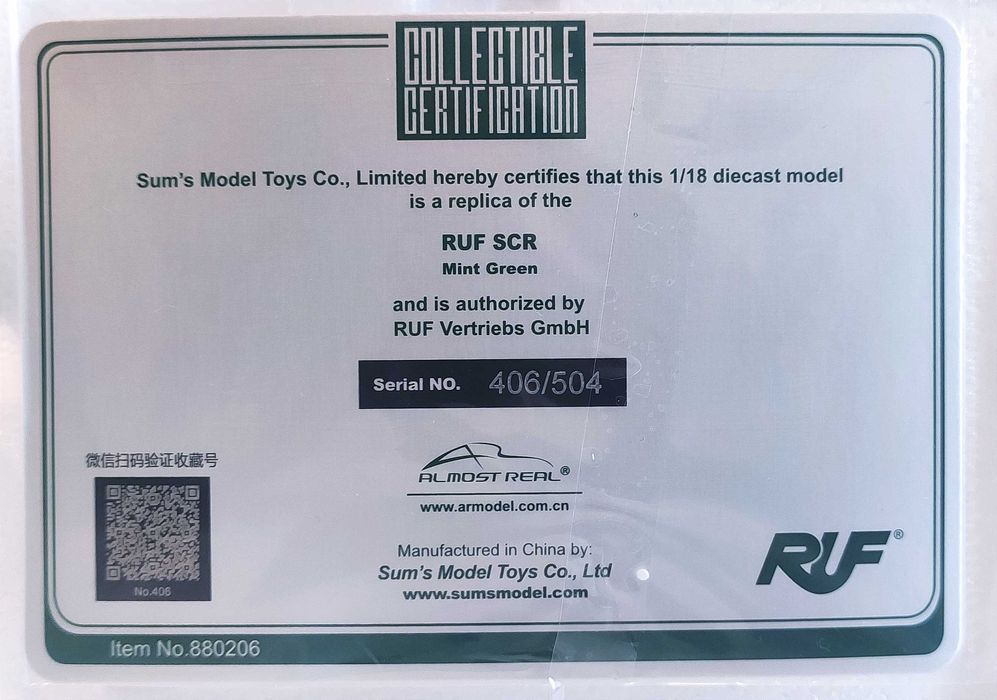 COLLECTIBLE
CERTIFICATION
Sum's Model Toys Co., Limited hereby certifies that this 1/18 diecast model
is a replica of the
RUF SCR
Mint Green
and is authorized by
RUF Vertriebs GmbH
Serial NO. 406/504
ALMOST REAL®
www.armodel.com.cn
微信扫码验证收藏号
No.406
Manufactured in China by:
Sum's Model Toys Co., Ltd
www.sumsmodel.com
RUF®
Item No.880206